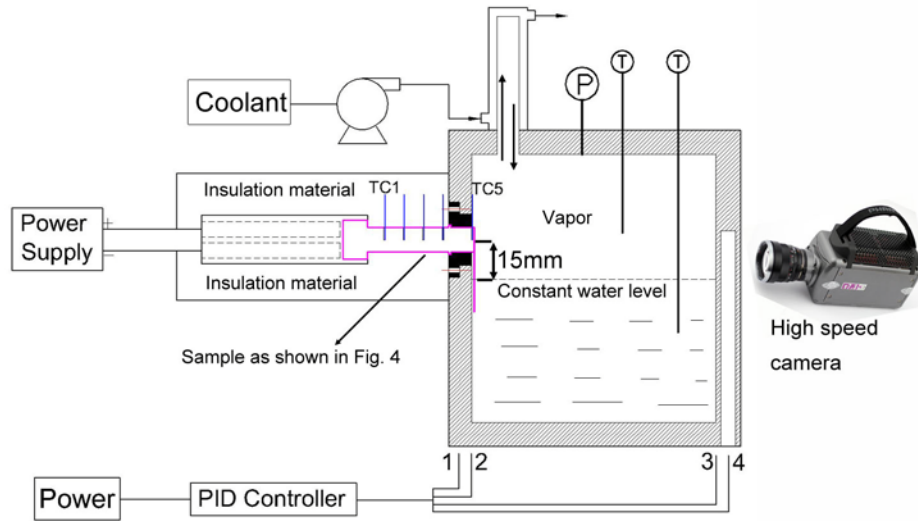 Coolant
P
T
T
Insulation material
TC1
TC5
Power
Supply
+
-
Vapor
15mm
Insulation material
Constant water level
High speed
camera
Sample as shown in Fig. 4
1
2
3
4
Power
PID Controller